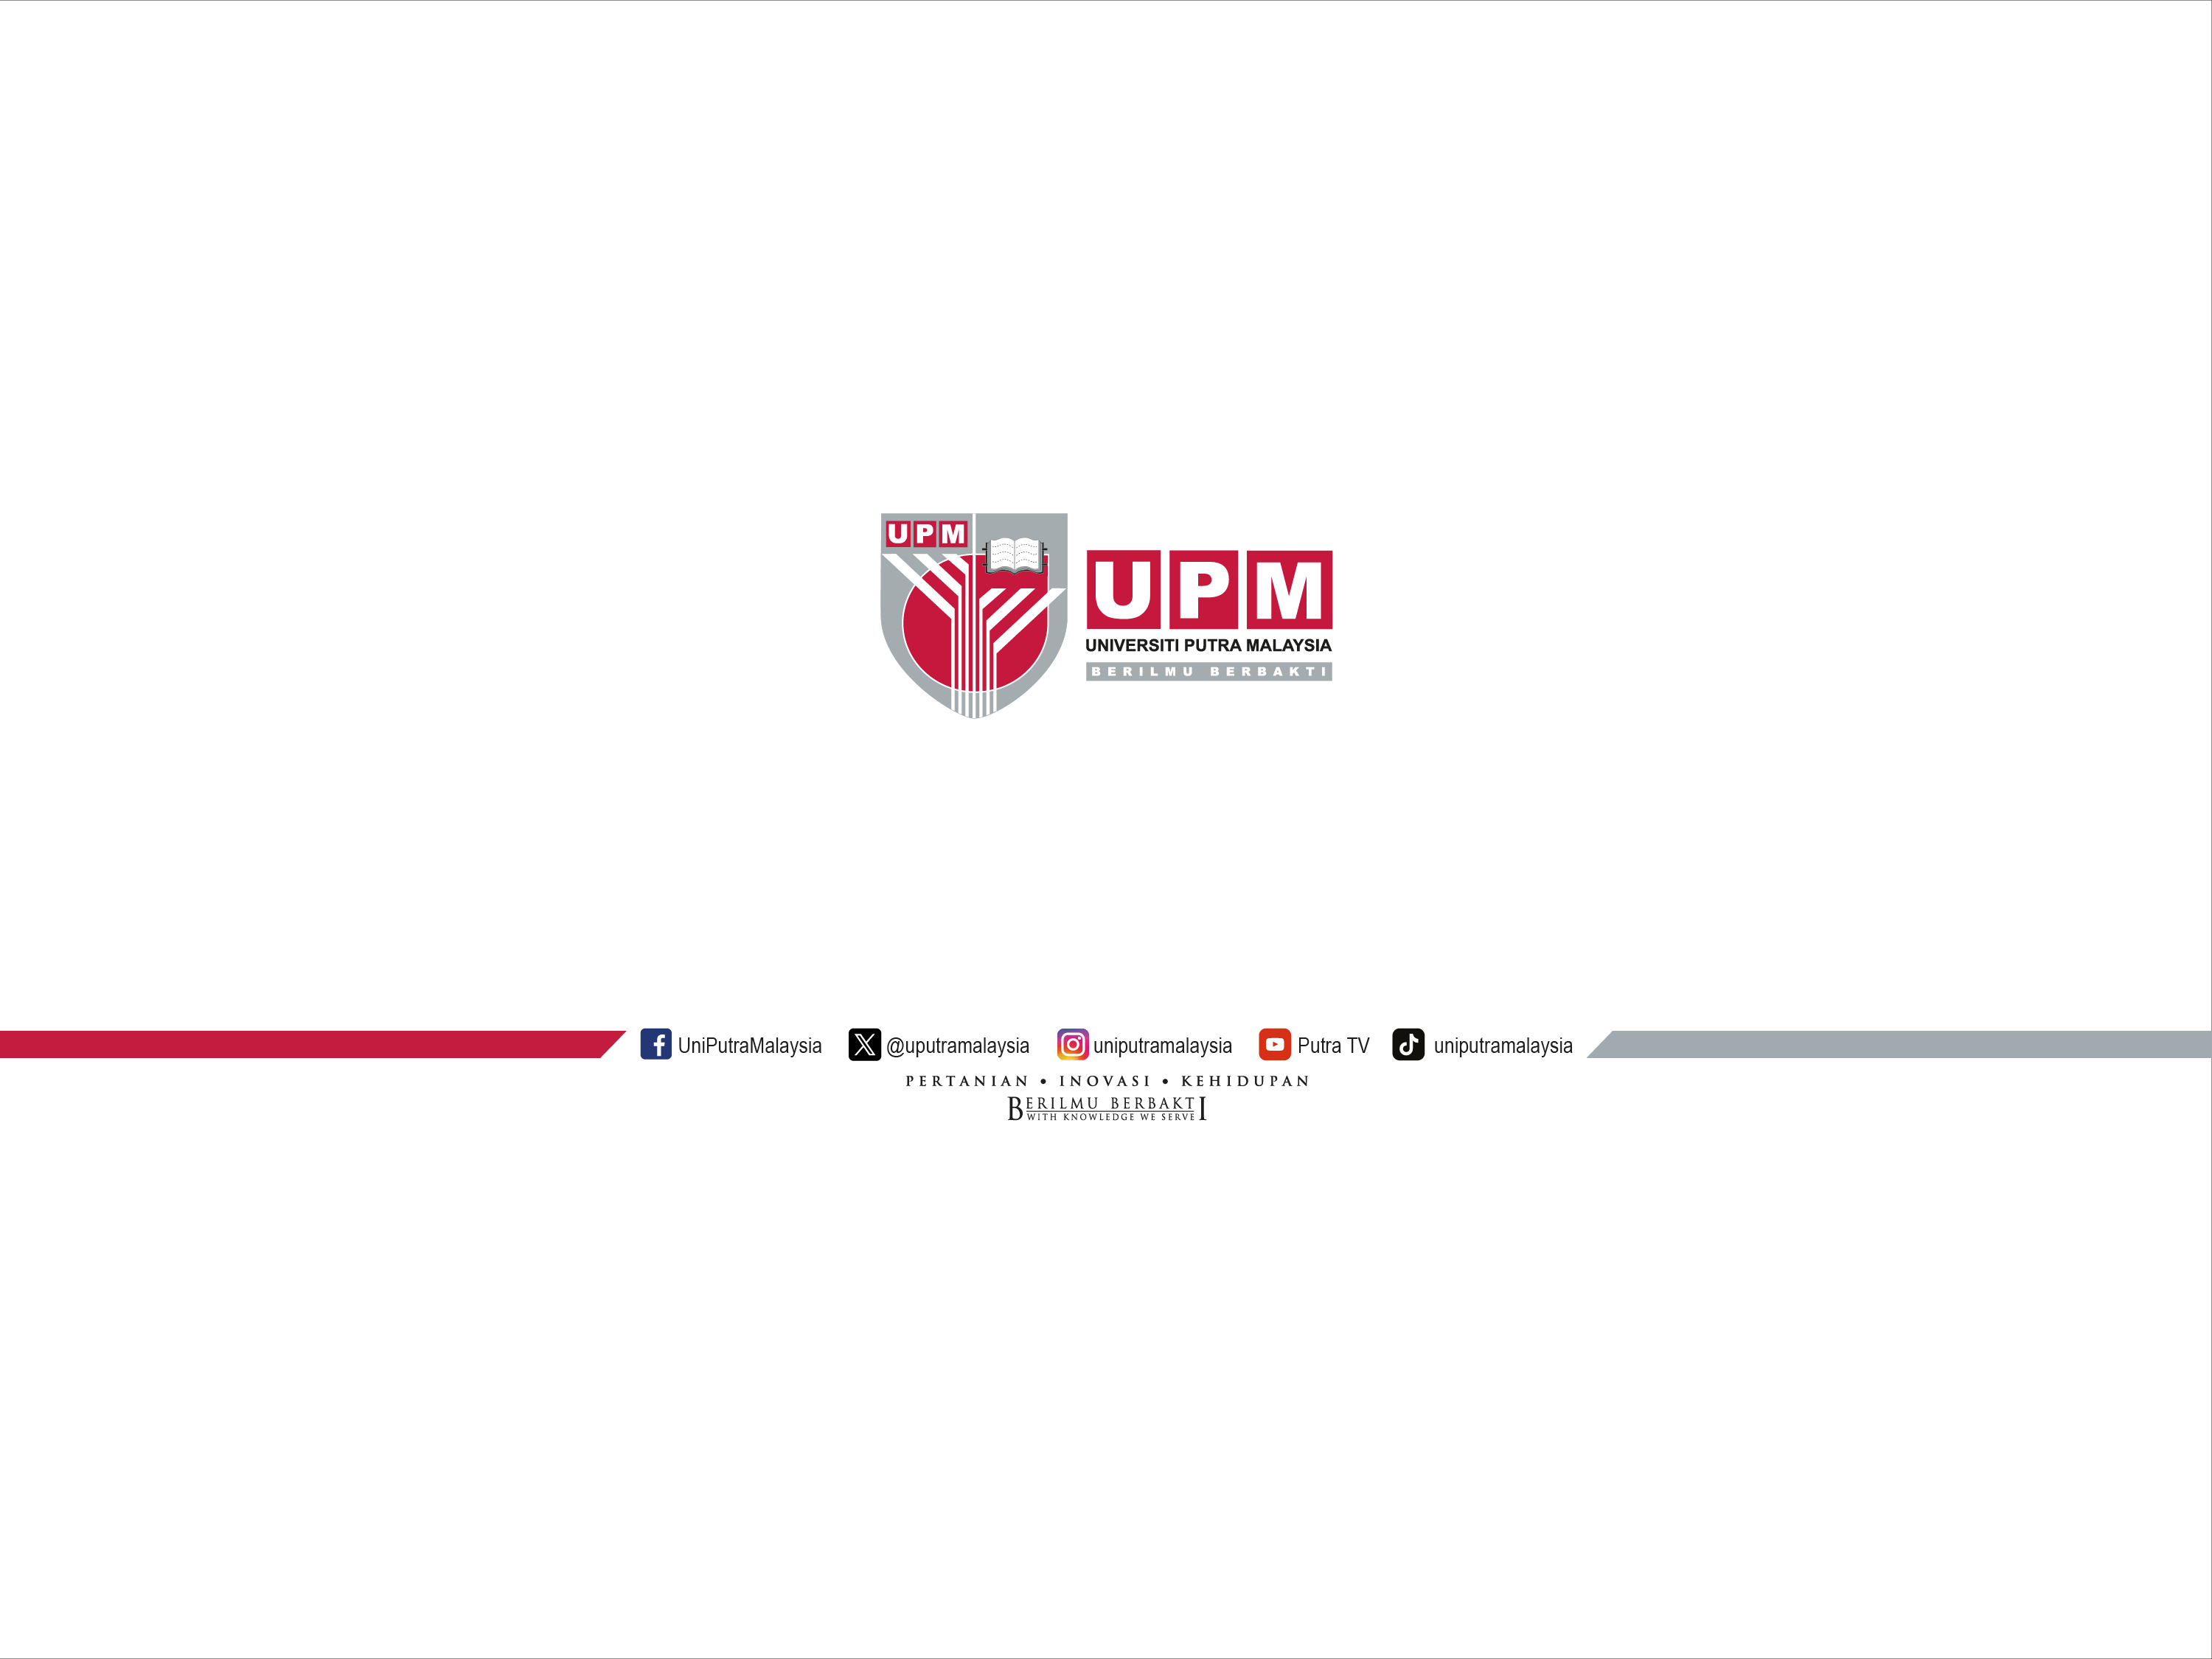 UPM
UPM
UNIVERSITI PUTRA MALAYSIA
BERILMU BERBAKTI
UniPutraMalaysia @uputramalaysia uniputramalaysia Putra TV uniputramalaysia
PERTANIAN • INOVASI • KEHIDUPAN
BERILMU BERBAKTI
WITH KNOWLEDGE WE SERVE